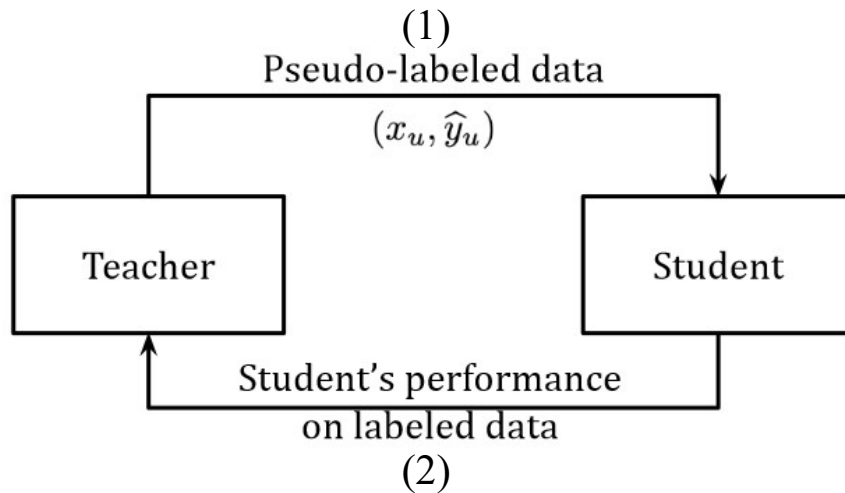 (1)
Pseudo-labeled data
(x_u, ŷ_u)
Teacher
Student
Student's performance
on labeled data
(2)